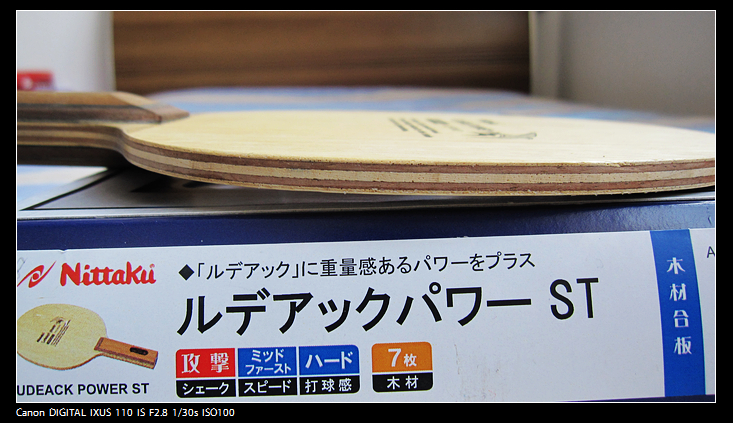 Nittaku
◆「ルデアック」に重量感あるパワーをプラス
ルデアックパワー ST
攻撃 ミッドファースト ハード 7枚
シェーク スピード 打球感 木材
木材合板
A
UDEACK POWER ST
Canon DIGITAL IXUS 110 IS F2.8 1/30s ISO100